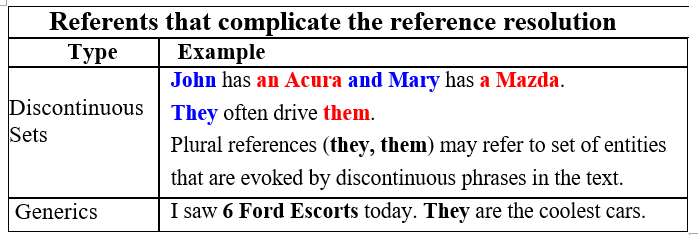 Referents that complicate the reference resolution
Type Example
Discontinuous Sets
John has an Acura and Mary has a Mazda.
They often drive them.
Plural references (they, them) may refer to set of entities
that are evoked by discontinuous phrases in the text.
Generics I saw 6 Ford Escorts today. They are the coolest cars.